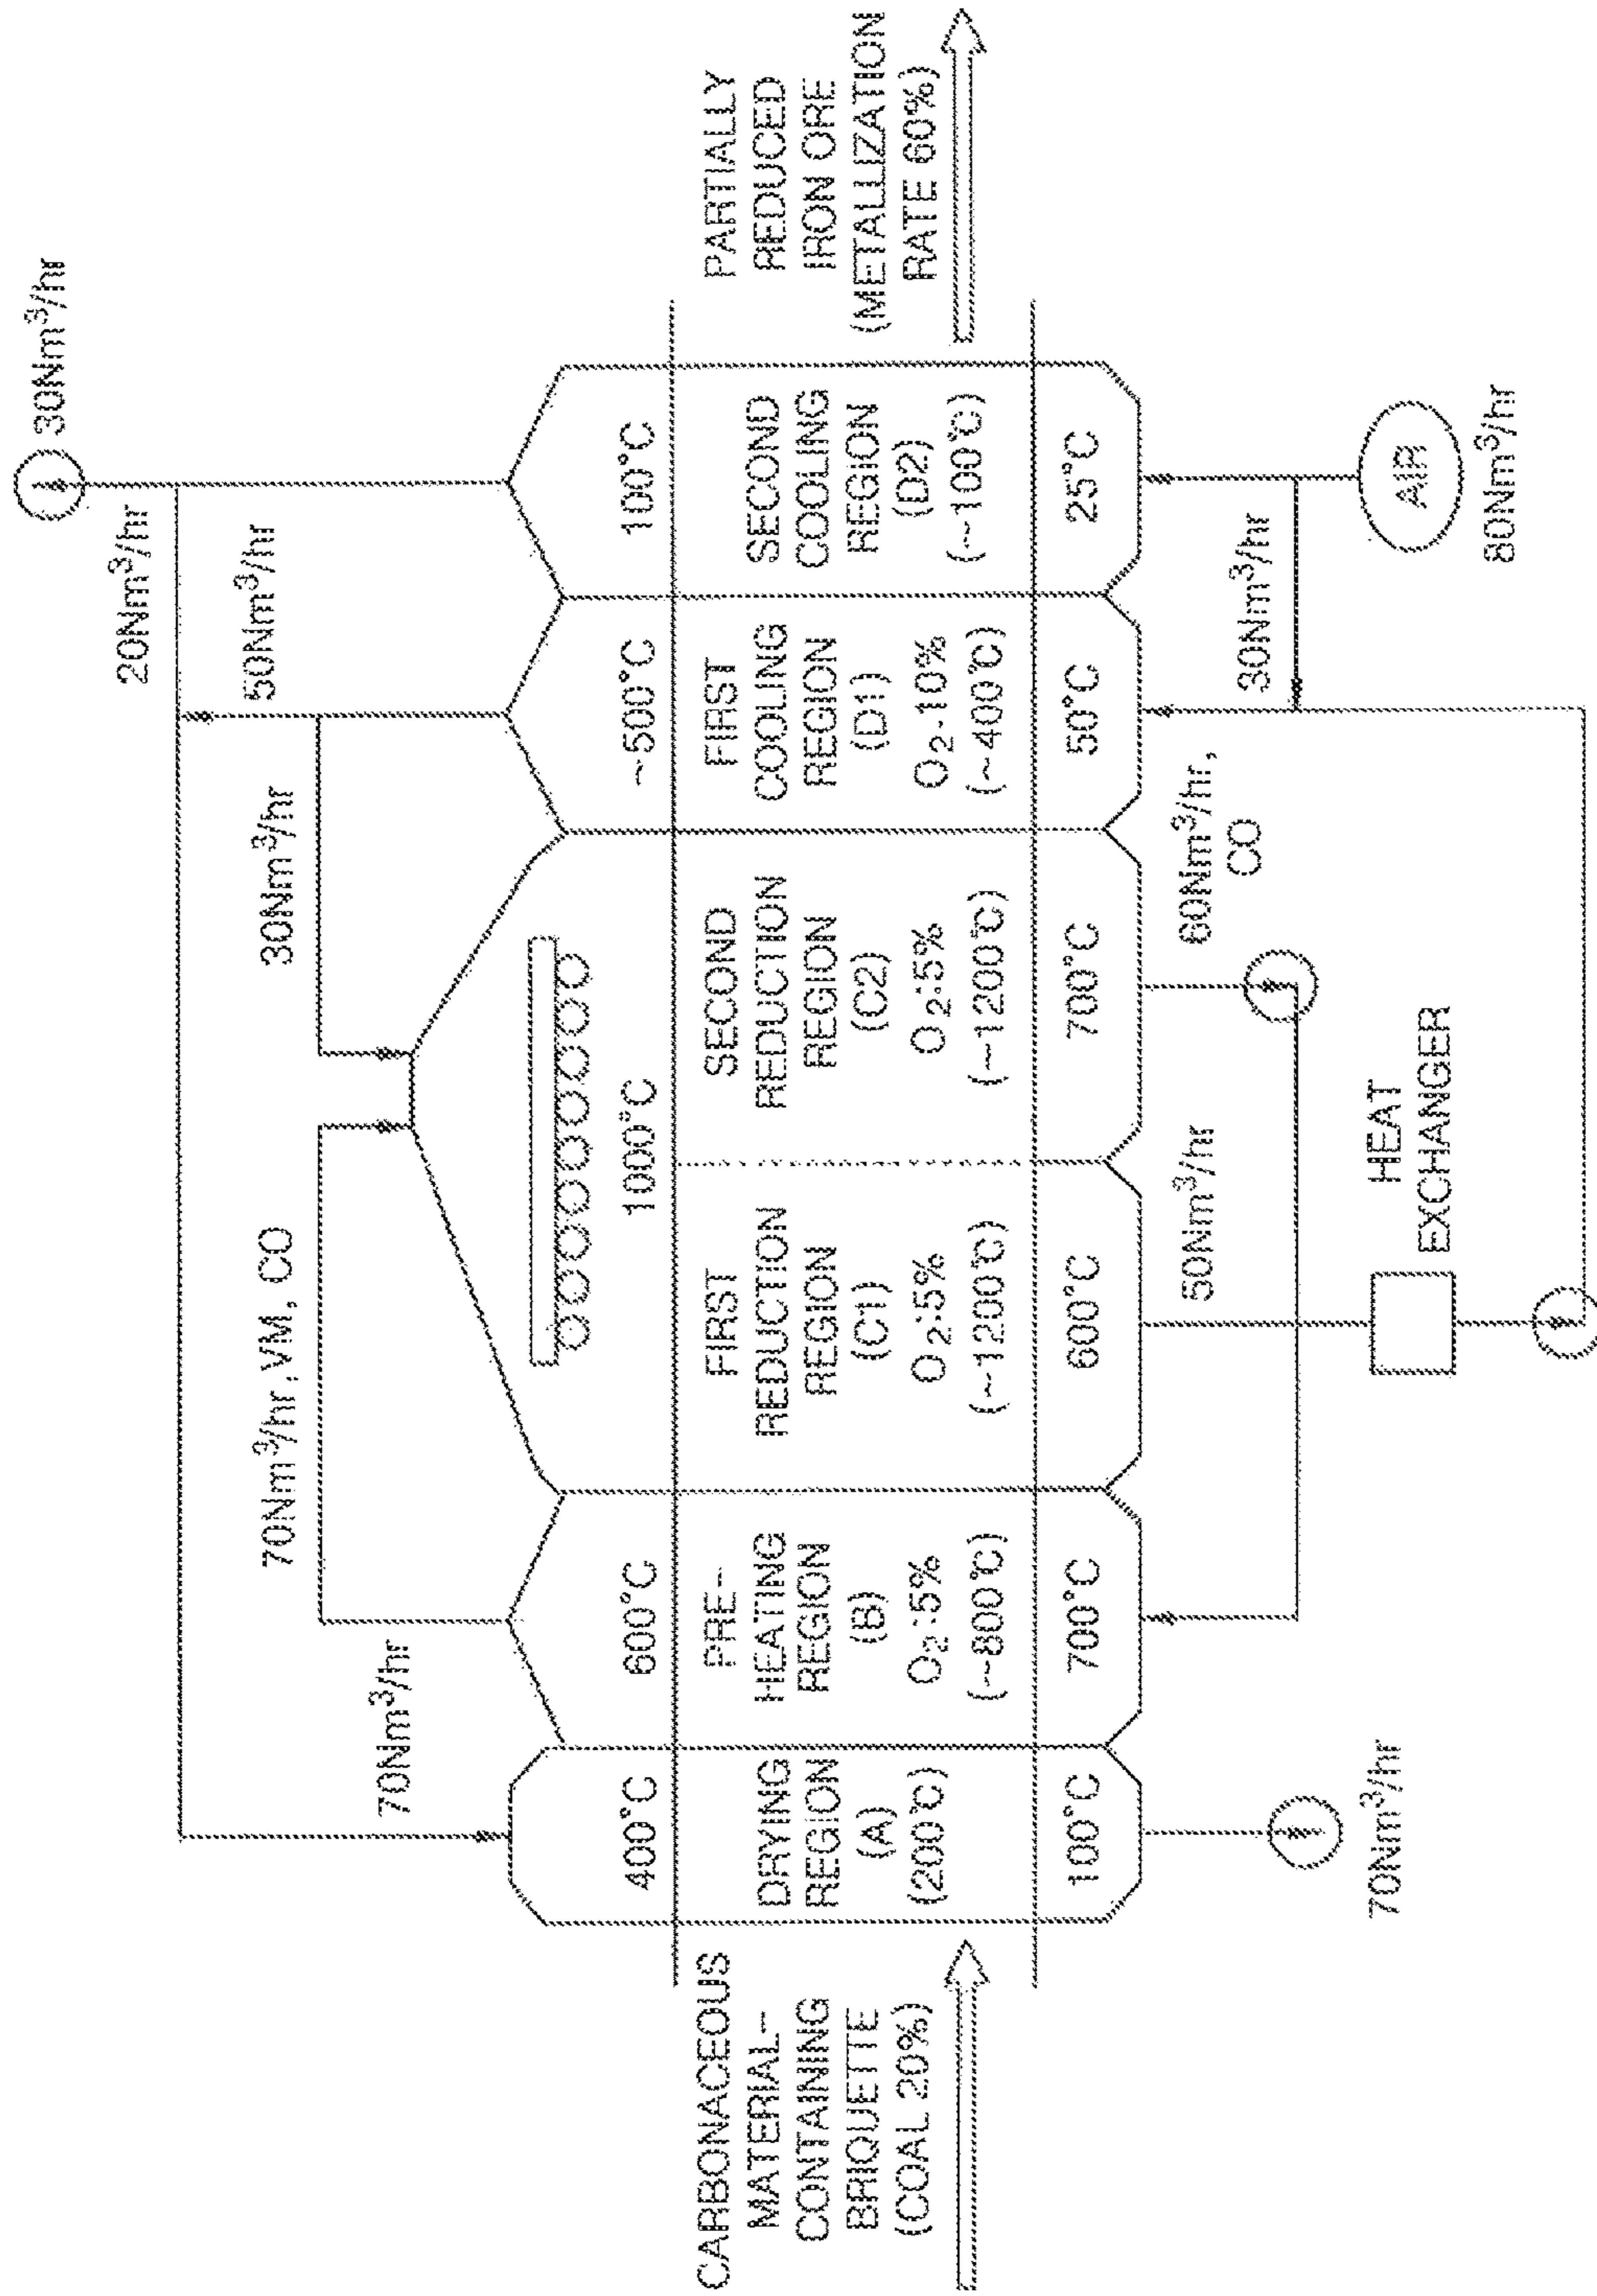 30Nm³/hr
20Nm³/hr
50Nm³/hr
30Nm³/hr
70Nm³/hr, VM, CO
70Nm³/hr
400°C
600°C
1000°C
~500°C
100°C
CARBONACEOUS
MATERIAL-
CONTAINING
BRIQUETTE
(COAL 20%)
DRYING
REGION
(A)
(200℃)
PRE-
HEATING
REGION
(B)
O₂:5%
(~800℃)
FIRST
REDUCTION
REGION
(C1)
O₂:5%
(~1200℃)
SECOND
REDUCTION
REGION
(C2)
O₂:5%
(~1200℃)
FIRST
COOLING
REGION
(D1)
O₂-10%
(~400℃)
SECOND
COOLING
REGION
(D2)
(~100℃)
PARTIALLY
REDUCED
IRON ORE
(METALLIZATION
RATE 60%)
100°C
700°C
600°C
700°C
50°C
25°C
50Nm³/hr
60Nm³/hr,
CO
30Nm³/hr
70Nm³/hr
HEAT
EXCHANGER
AIR
80Nm³/hr